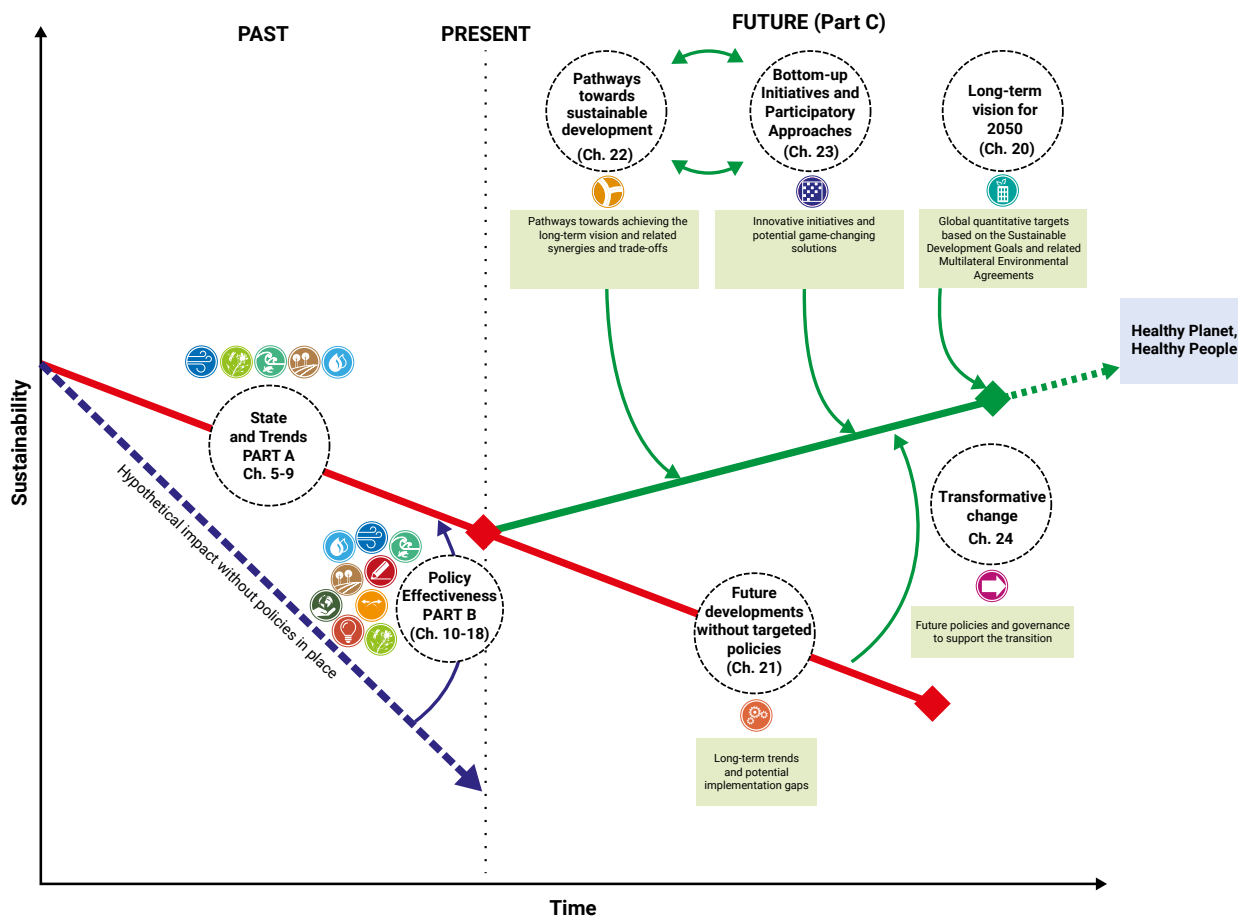 PAST
PRESENT
FUTURE (Part C)
Pathways
towards
sustainable
development
(Ch. 22)
Bottom-up
Initiatives and
Participatory
Approaches
(Ch. 23)
Long-term
vision for
2050
(Ch. 20)
Pathways towards achieving the
long-term vision and related
synergies and trade-offs
Innovative initiatives and
potential game-changing
solutions
Global quantitative targets
based on the Sustainable
Development Goals and related
Multilateral Environmental
Agreements
Healthy Planet,
Healthy People
Sustainability
State
and Trends
PART A
Ch. 5-9
Hypothetical impact without policies in place
Policy
Effectiveness
PART B
(Ch. 10-18)
Transformative
change
Ch. 24
Future policies and governance
to support the transition
Future
developments
without targeted
policies
(Ch. 21)
Long-term trends
and potential
implementation gaps
Time